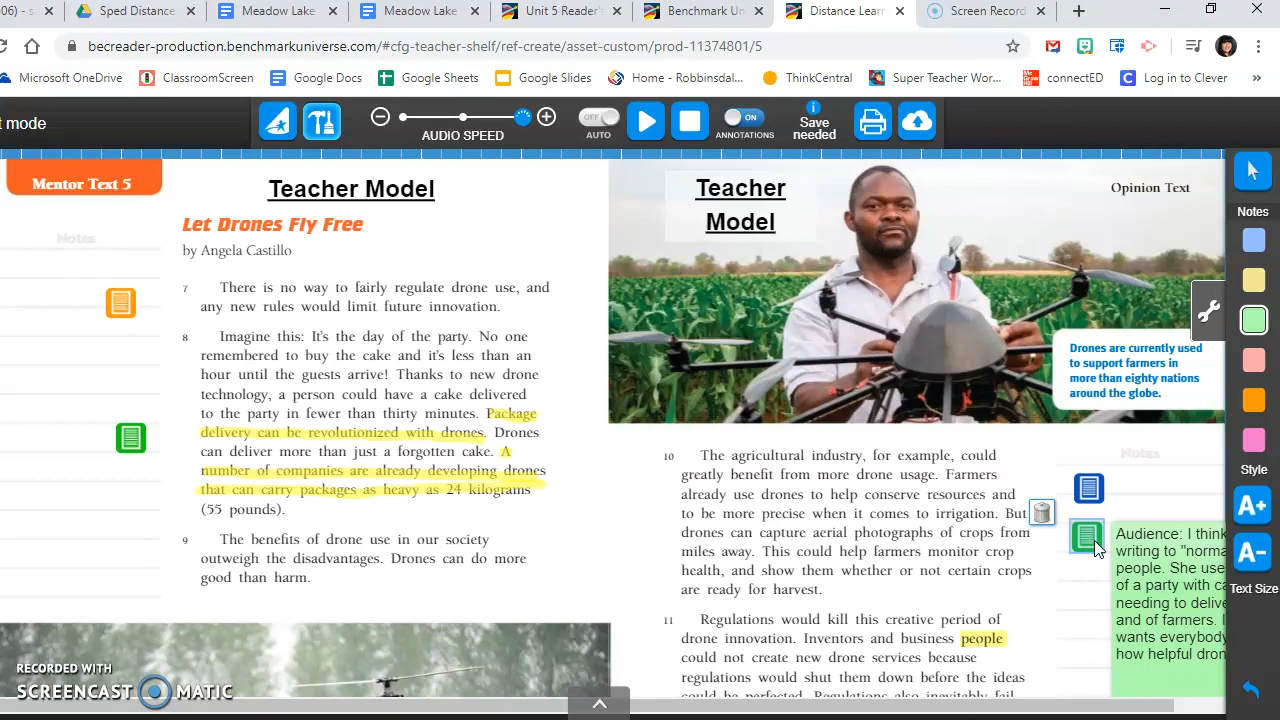 606) - s
Sped Distance
Meadow Lake
Meadow Lake
Unit 5 Reader'
Benchmark Un
Distance Learn
Screen Record
becreader-production.benchmarkuniverse.com/#cfg-teacher-shelf/ref-create/asset-custom/prod-11374801/5
Microsoft OneDrive
ClassroomScreen
Google Docs
Google Sheets
Google Slides
Home - Robbinsdal...
ThinkCentral
Super Teacher Wor...
connecED
Log in to Clever
»
t mode
AUDIO SPEED
OFF
AUTO
ON
ANNOTATIONS
Save
needed
Mentor Text 5
Notes
Teacher Model
Let Drones Fly Free
by Angela Castillo
7 There is no way to fairly regulate drone use, and
any new rules would limit future innovation.
8 Imagine this: It's the day of the party. No one
remembered to buy the cake and it's less than an
hour until the guests arrive! Thanks to new drone
technology, a person could have a cake delivered
to the party in fewer than thirty minutes. Package
delivery can be revolutionized with drones. Drones
can deliver more than just a forgotten cake. A
number of companies are already developing drones
that can carry packages as heavy as 24 kilograms
(55 pounds).
9 The benefits of drone use in our society
outweigh the disadvantages. Drones can do more
good than harm.
Teacher
Model
Opinion Text
Drones are currently used
to support farmers in
more than eighty nations
around the globe.
10 The agricultural industry, for example, could
greatly benefit from more drone usage. Farmers
already use drones to help conserve resources and
to be more precise when it comes to irrigation. But
drones can capture aerial photographs of crops from
miles away. This could help farmers monitor crop
health, and show them whether or not certain crops
are ready for harvest.
11 Regulations would kill this creative period of
drone innovation. Inventors and business people
could not create new drone services because
regulations would shut them down before the ideas
could be perfected. Regulations also inevitably fail
Notes
Audience: I think
writing to "norma
people. She use
of a party with ca
needing to delive
and of farmers. I
wants everybody
how helpful dron
Notes
Style
A+
A-
Text Size
RECORDED WITH
SCREENCAST MATIC